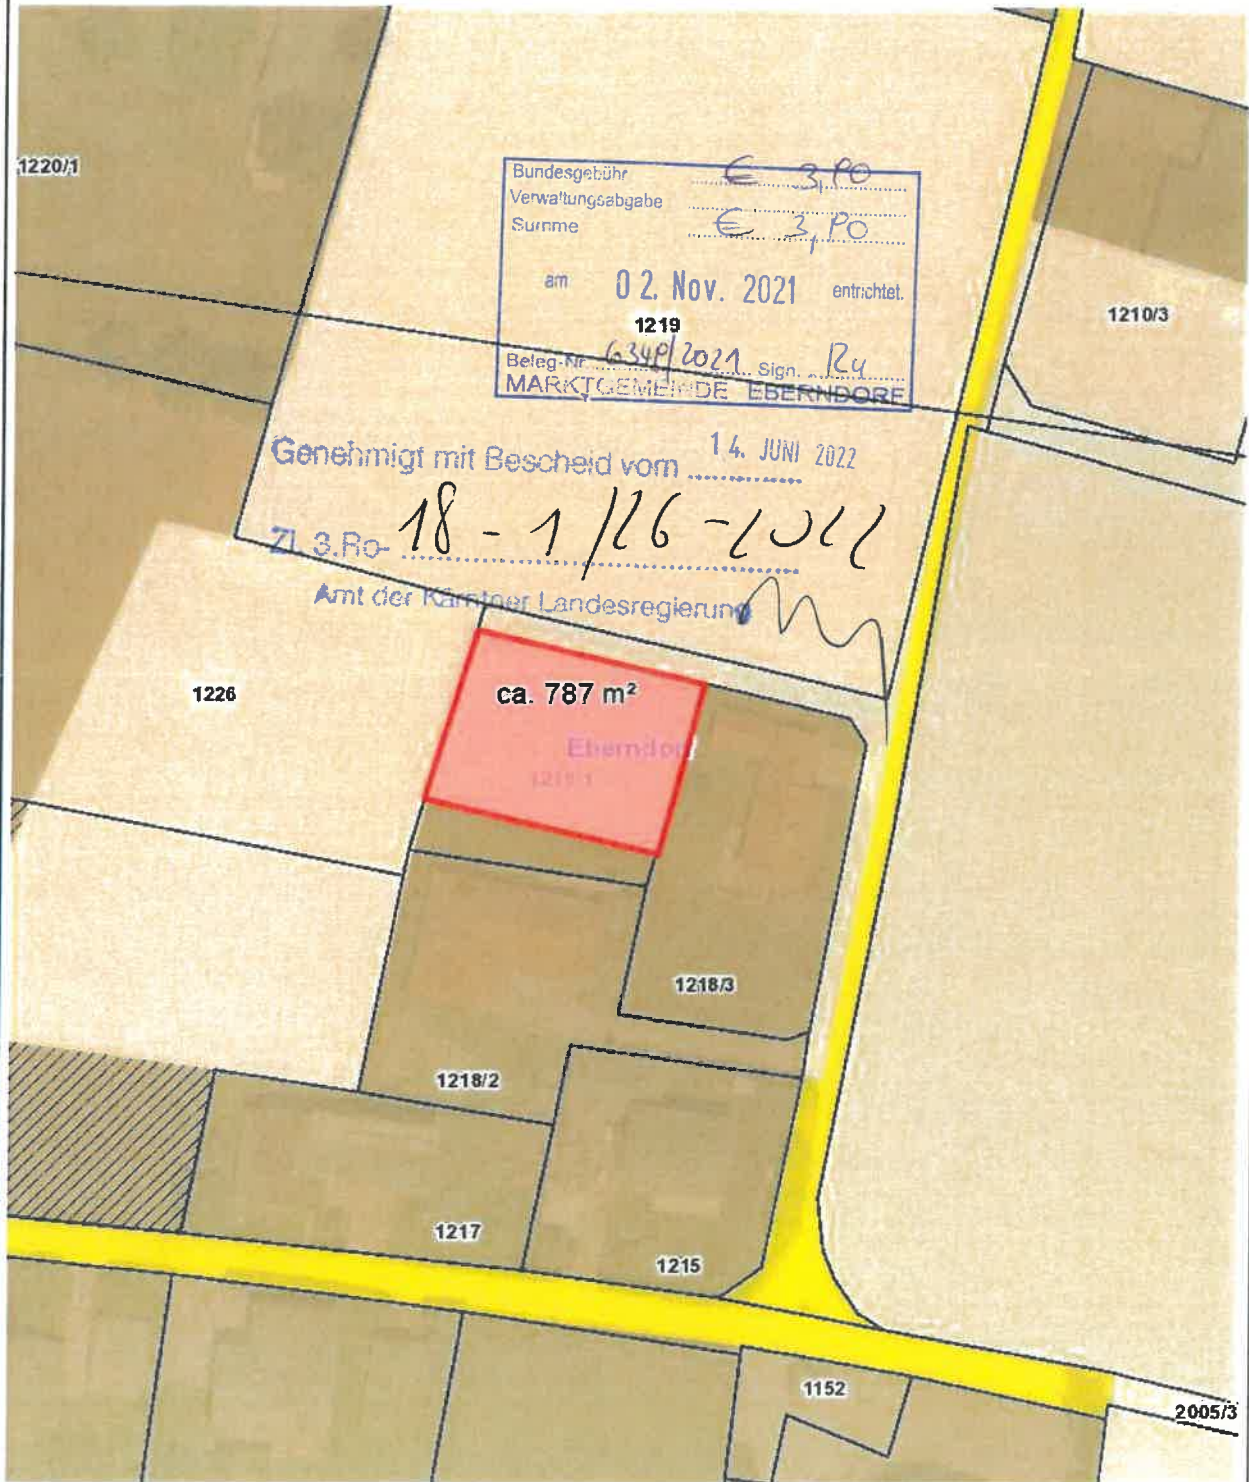 1220/1
Bundesgebühr € 3,90
Verwaltungsabgabe
Summe € 3,90
am 02. Nov. 2021 entrichtet.
1219
1210/3
Beleg-Nr. /2021 Sign.
MARKTGEMEINDE EBERNDORF
Genehmigt mit Bescheid vom 14. JUNI 2022
Zl. 3.Ro- 18 - 1/26 - 2022
Amt der Kärntner Landesregierung
1226
ca. 787 m²
Eberndorf
1218/3
1218/2
1217
1215
1152
2005/3